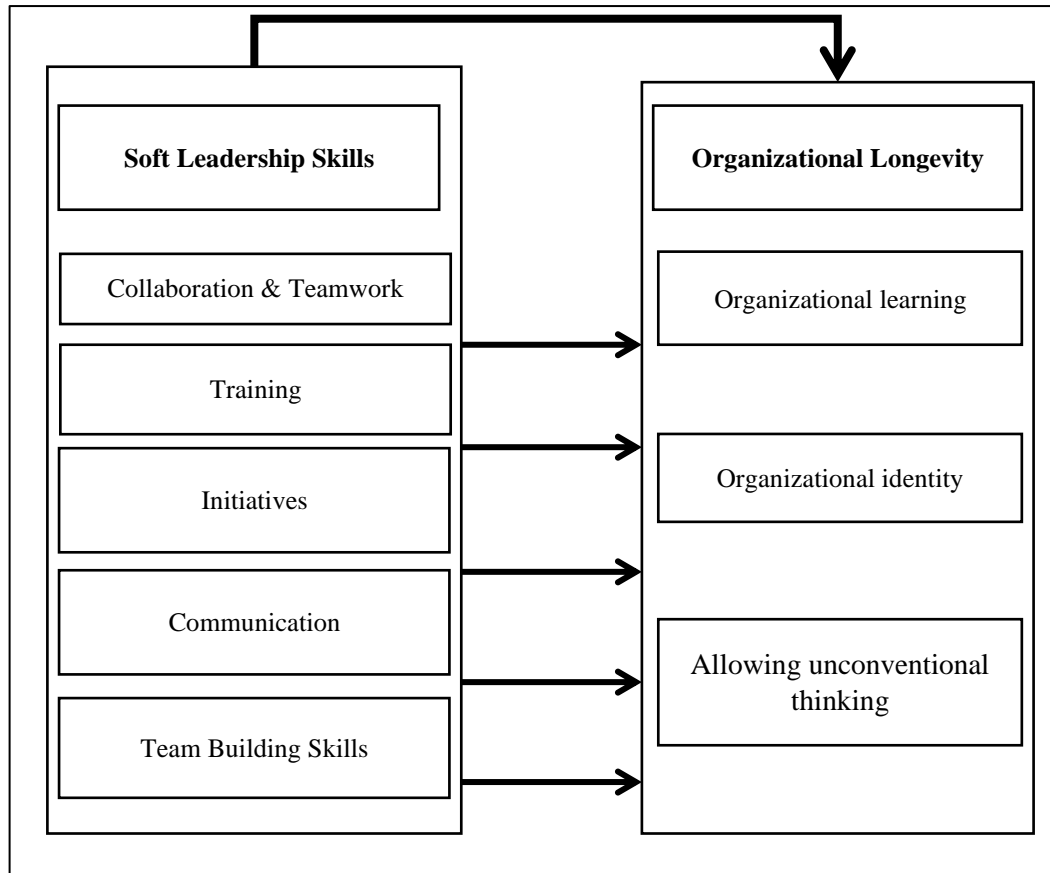 Soft Leadership Skills
Collaboration & Teamwork
Training
Initiatives
Communication
Team Building Skills
Organizational Longevity
Organizational learning
Organizational identity
Allowing unconventional
thinking